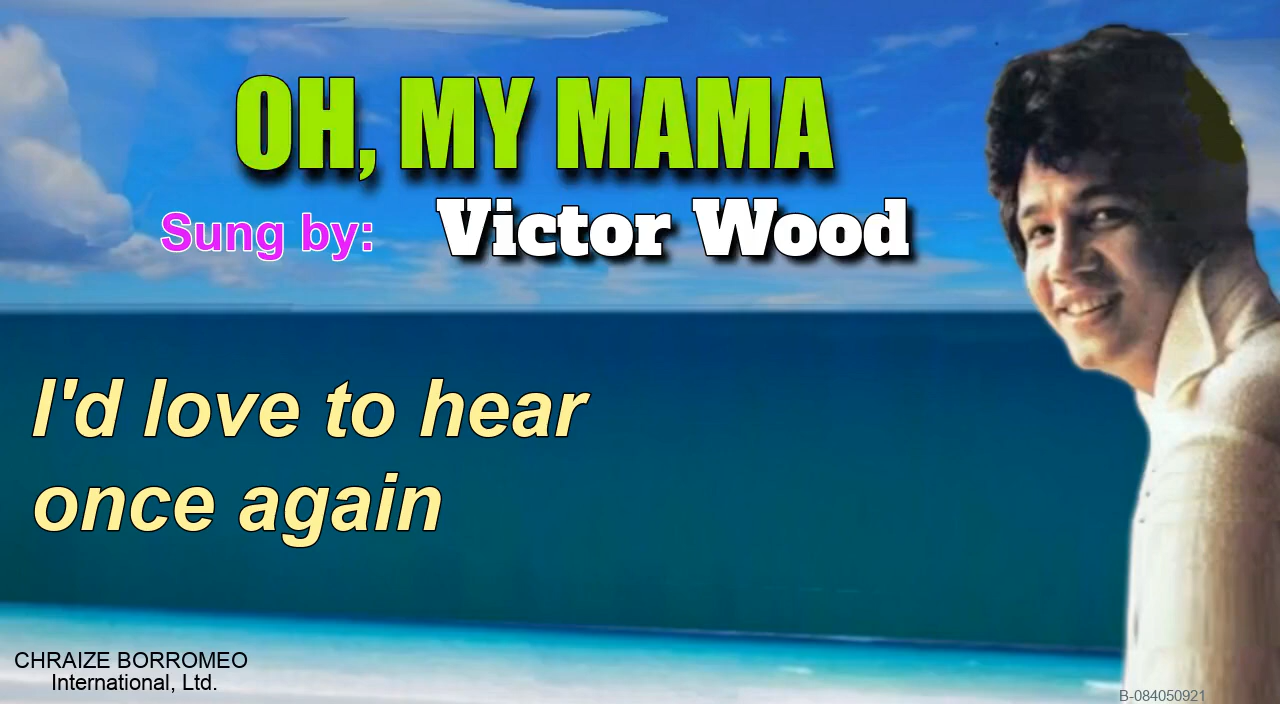 OH, MY MAMA
Sung by: Victor Wood
I'd love to hear
once again
CHRAIZE BORROMEO
International, Ltd.
B-084050921